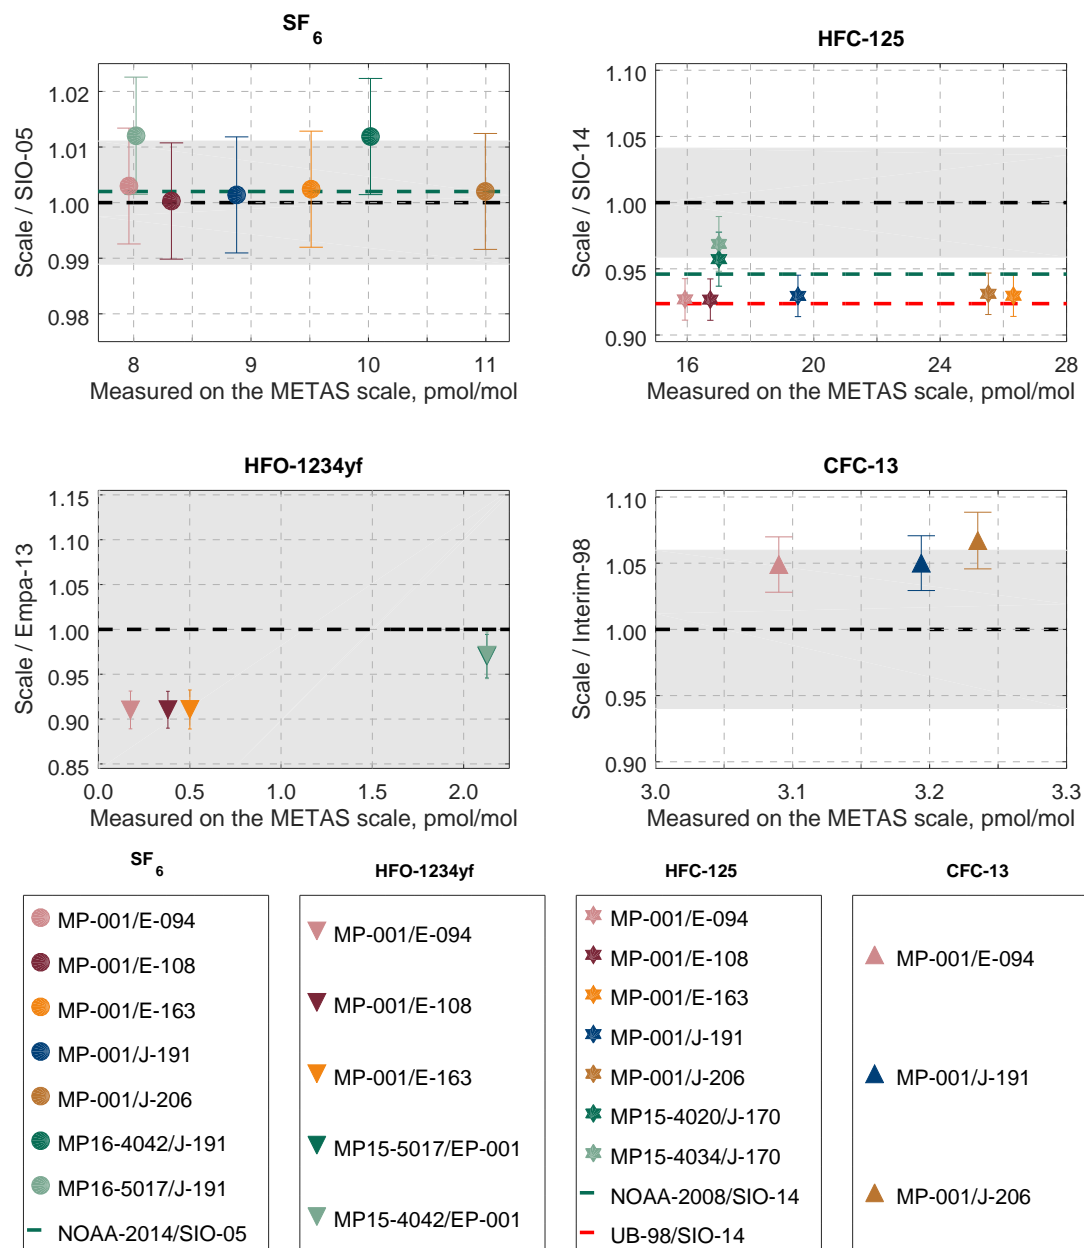 SF6
Scale / SIO-05
1.02
1.01
1.00
0.99
0.98
8 9 10 11
Measured on the METAS scale, pmol/mol
HFC-125
Scale / SIO-14
1.10
1.05
1.00
0.95
0.90
16 20 24 28
Measured on the METAS scale, pmol/mol
HFO-1234yf
Scale / Empa-13
1.15
1.10
1.05
1.00
0.95
0.90
0.85
0.0 0.5 1.0 1.5 2.0
Measured on the METAS scale, pmol/mol
CFC-13
Scale / Interim-98
1.10
1.05
1.00
0.95
0.90
3.0 3.1 3.2 3.3
Measured on the METAS scale, pmol/mol
SF6
MP-001/E-094
MP-001/E-108
MP-001/E-163
MP-001/J-191
MP-001/J-206
MP16-4042/J-191
MP16-5017/J-191
NOAA-2014/SIO-05
HFO-1234yf
MP-001/E-094
MP-001/E-108
MP-001/E-163
MP15-5017/EP-001
MP15-4042/EP-001
HFC-125
MP-001/E-094
MP-001/E-108
MP-001/E-163
MP-001/J-191
MP-001/J-206
MP15-4020/J-170
MP15-4034/J-170
NOAA-2008/SIO-14
UB-98/SIO-14
CFC-13
MP-001/E-094
MP-001/J-191
MP-001/J-206